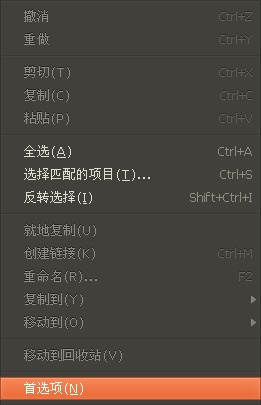 撤消 Ctrl+Z
重做 Ctrl+Y
剪切(T) Ctrl+X
复制(C) Ctrl+C
粘贴(P) Ctrl+V
全选(A) Ctrl+A
选择匹配的项目(T)... Ctrl+S
反转选择(I) Shift+Ctrl+I
就地复制(U)
创建链接(K) Ctrl+M
重命名(R)... F2
复制到(Y)
移动到(O)
移动到回收站(V)
首选项(N)